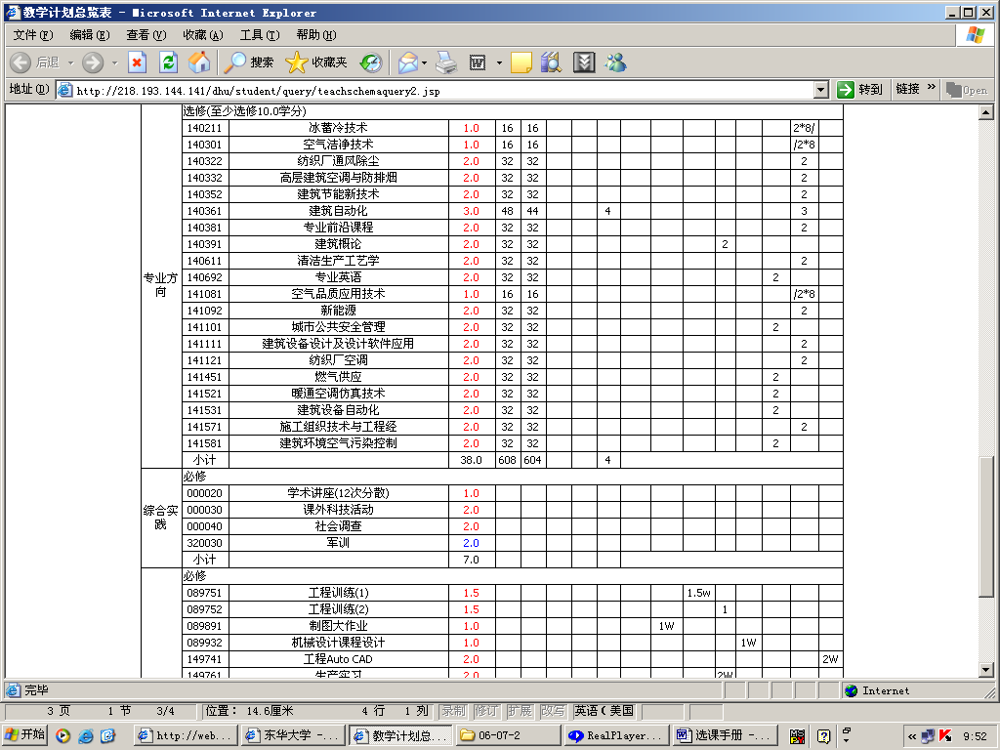 教学计划总览表 - Microsoft Internet Explorer
文件(F) 编辑(E) 查看(V) 收藏(A) 工具(T) 帮助(H)
后退 搜索 收藏夹
地址(D) http://218.193.144.141/dhu/student/query/teachschemaquery2.jsp 转到 链接 » Open
选修(至少选修10.0学分)
140211 冰蓄冷技术 1.0 16 16 2*8/
140301 空气洁净技术 1.0 16 16 /2*8
140322 纺织厂通风除尘 2.0 32 32 2
140332 高层建筑空调与防排烟 2.0 32 32 2
140352 建筑节能新技术 2.0 32 32 2
140361 建筑自动化 3.0 48 44 4 3
140381 专业前沿课程 2.0 32 32 2
140391 建筑概论 2.0 32 32 2
140611 清洁生产工艺学 2.0 32 32 2
专业方向
140692 专业英语 2.0 32 32 2
141081 空气品质应用技术 1.0 16 16 /2*8
141092 新能源 2.0 32 32 2
141101 城市公共安全管理 2.0 32 32 2
141111 建筑设备设计及设计软件应用 2.0 32 32 2
141121 纺织厂空调 2.0 32 32 2
141451 燃气供应 2.0 32 32 2
141521 暖通空调仿真技术 2.0 32 32 2
141531 建筑设备自动化 2.0 32 32 2
141571 施工组织技术与工程经 2.0 32 32 2
141581 建筑环境空气污染控制 2.0 32 32 2
小计 38.0 608 604 4
必修
000020 学术讲座(12次分散) 1.0
综合实践
000030 课外科技活动 2.0
000040 社会调查 2.0
320030 军训 2.0
小计 7.0
必修
089751 工程训练(1) 1.5 1.5w
089752 工程训练(2) 1.5 1
089891 制图大作业 1.0 1W
089932 机械设计课程设计 1.0 1W
149741 工程Auto CAD 2.0 2W
149761 生产实习 2.0 2W
完毕 Internet
3 页 1 节 3/4 位置: 14.6厘米 4 行 1 列 录制 修订 扩展 改写 英语(美国
开始 http://web... 东华大学 - ... 教学计划总... 06-07-2 RealPlayer... 选课手册 -... « 9:52